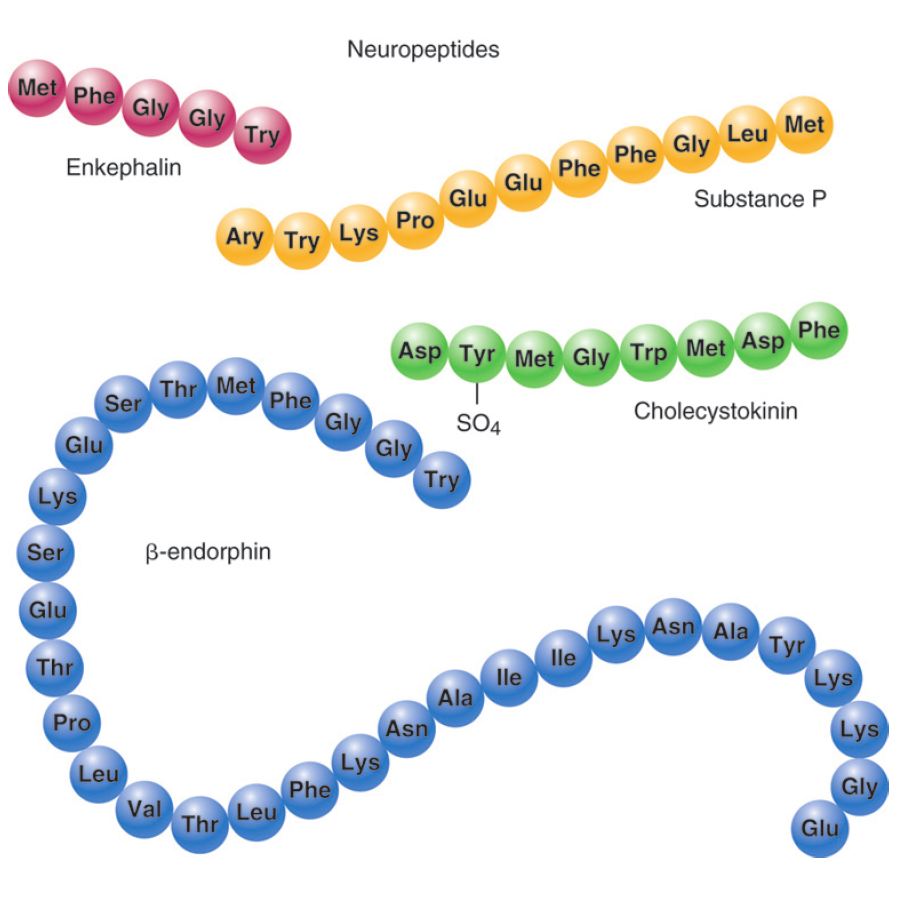 Neuropeptides
Met Phe Gly Gly Try
Enkephalin
Ary Try Lys Pro Glu Glu Phe Phe Gly Leu Met
Substance P
Asp Tyr Met Gly Trp Met Asp Phe
SO4
Cholecystokinin
Try Gly Gly Phe Met Thr Ser Glu Lys Ser Glu Thr Pro Leu Val Thr Leu Phe Lys Asn Ala Ile Ile Lys Asn Ala Tyr Lys Lys Gly Glu
β-endorphin